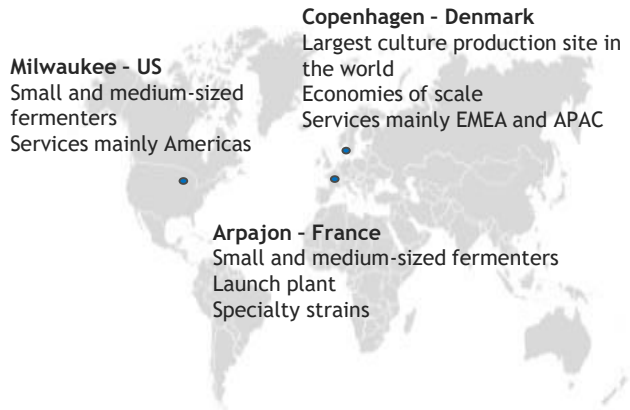 Copenhagen – Denmark
Largest culture production site in
the world
Economies of scale
Services mainly EMEA and APAC
Milwaukee – US
Small and medium-sized
fermenters
Services mainly Americas
Arpajon – France
Small and medium-sized fermenters
Launch plant
Specialty strains